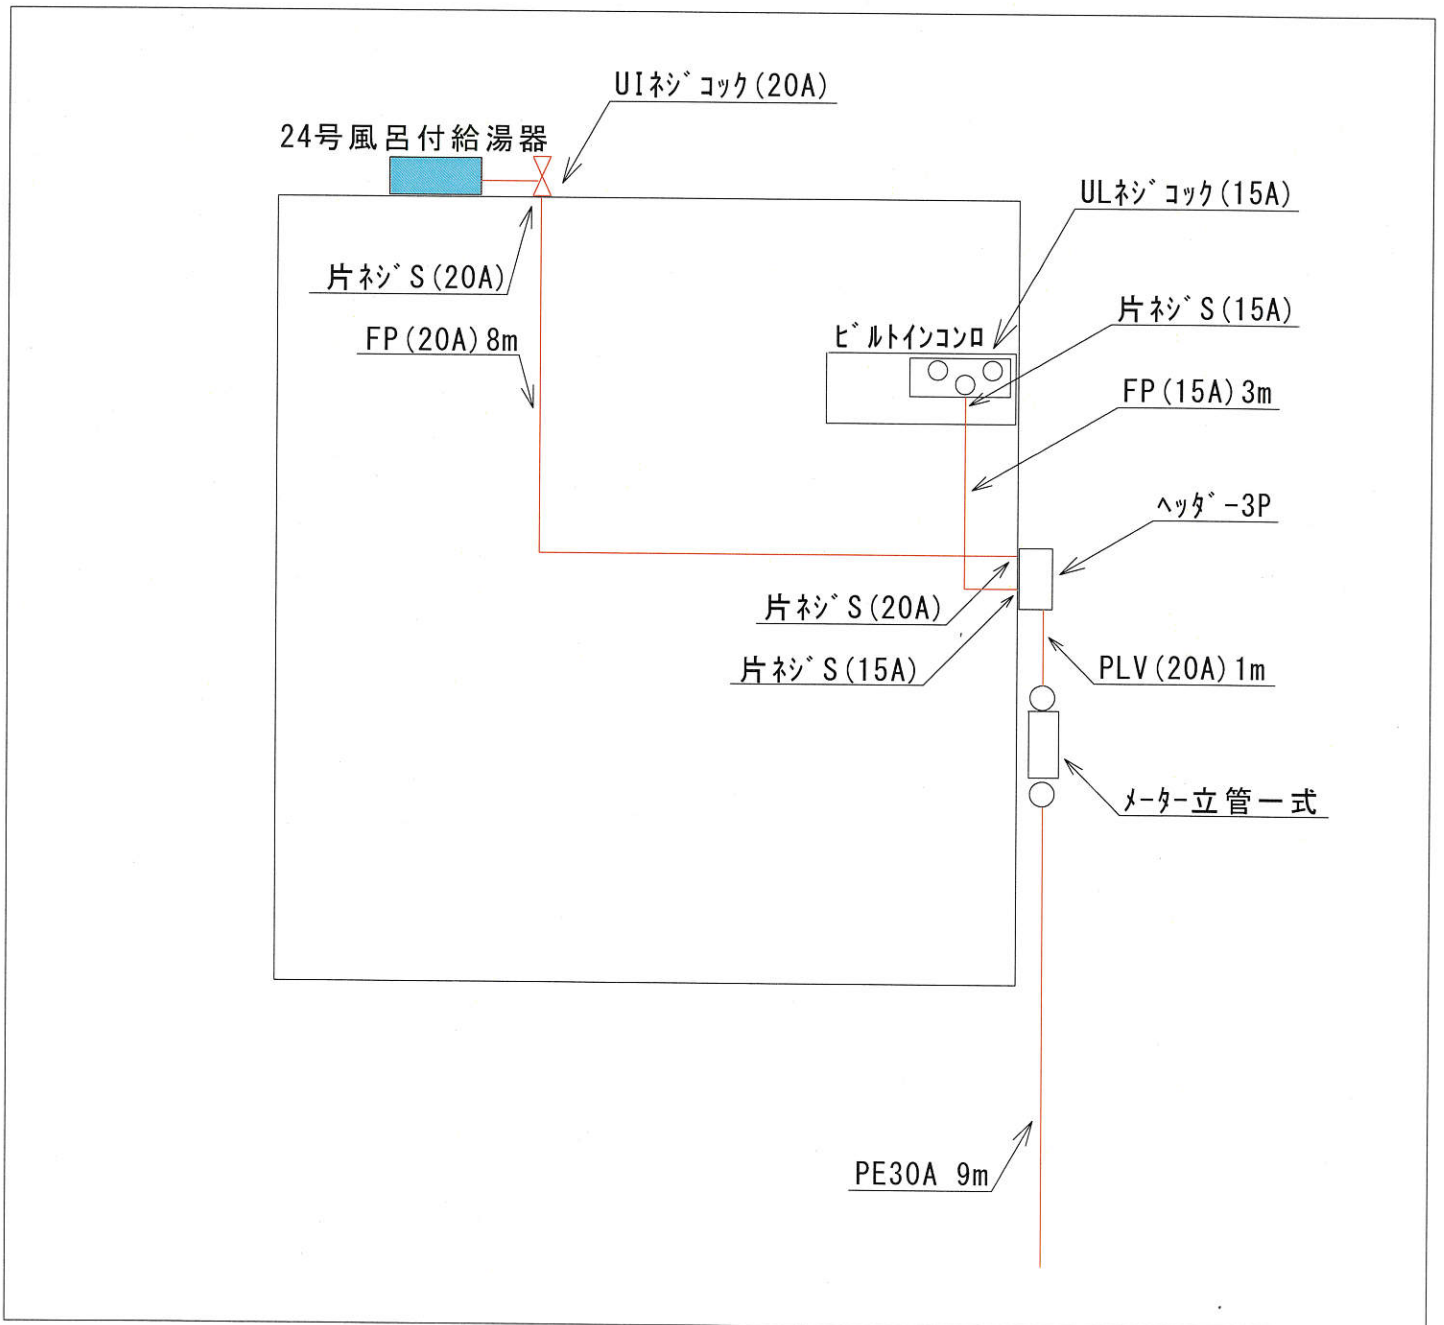 UIﾈｼﾞｺｯｸ(20A)
24号風呂付給湯器
ULﾈｼﾞｺｯｸ(15A)
片ﾈｼﾞS(20A)
片ﾈｼﾞS(15A)
FP(20A)8m
ﾋﾞﾙﾄインコンロ
FP(15A)3m
ﾍｯﾀﾞｰ3P
片ﾈｼﾞS(20A)
片ﾈｼﾞS(15A)
PLV(20A)1m
ﾒｰﾀｰ立管一式
PE30A 9m